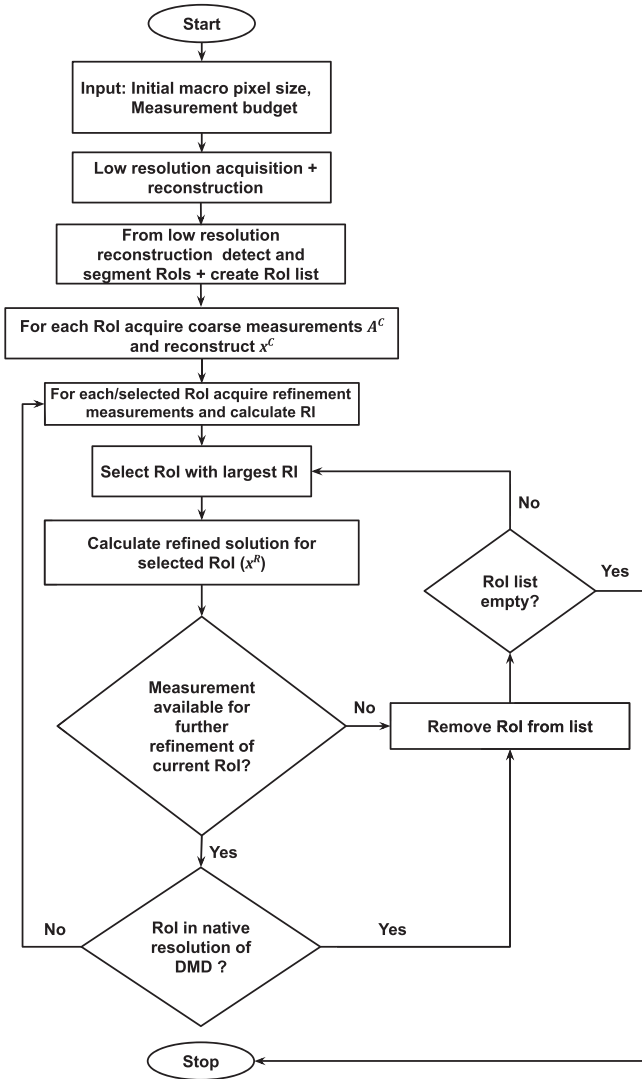 Start
Input: Initial macro pixel size,
Measurement budget
Low resolution acquisition +
reconstruction
From low resolution
reconstruction detect and
segment RoIs + create RoI list
For each RoI acquire coarse measurements A^C
and reconstruct x^C
For each/selected RoI acquire refinement
measurements and calculate RI
Select RoI with largest RI
No
Calculate refined solution for
selected RoI (x^R)
RoI list
empty?
Yes
Measurement
available for
further
refinement of
current RoI?
No
Remove RoI from list
Yes
RoI in native
resolution of
DMD ?
No
Yes
Stop